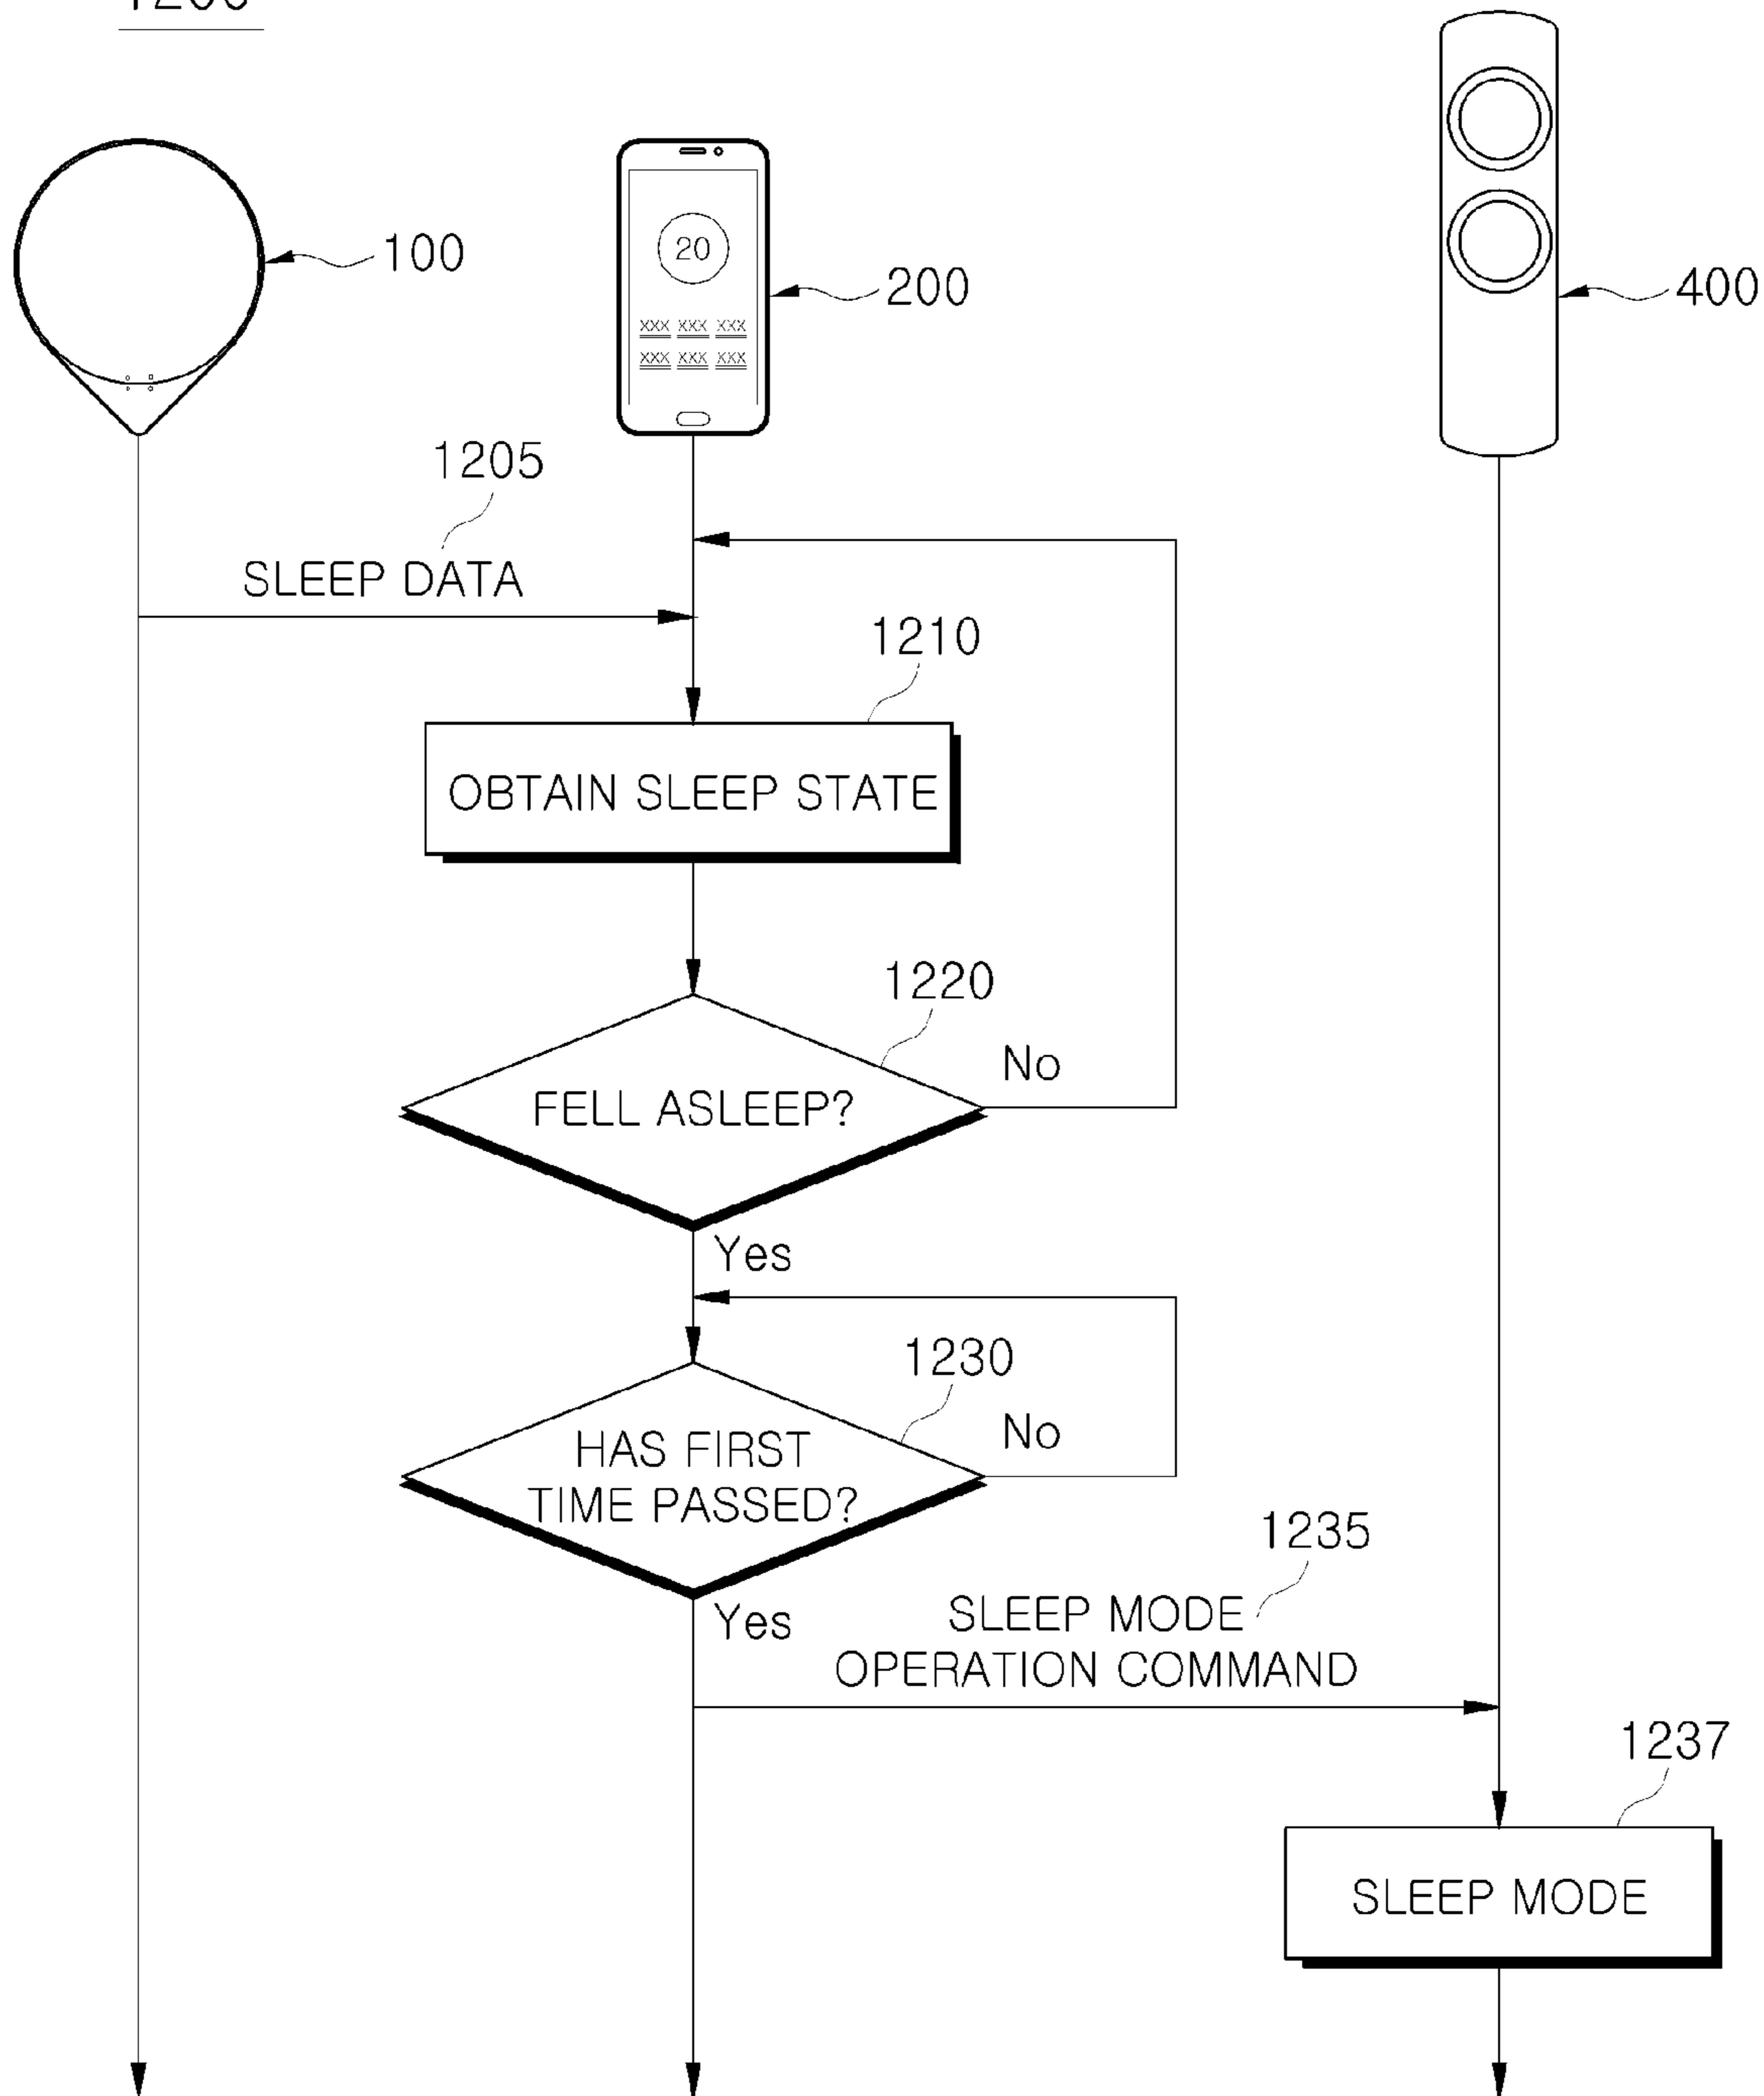 100
20
200
400
XXX XXX XXX
XXX XXX XXX
1205
SLEEP DATA
1210
OBTAIN SLEEP STATE
1220
No
FELL ASLEEP?
Yes
1230
No
HAS FIRST
TIME PASSED?
1235
Yes
SLEEP MODE
OPERATION COMMAND
1237
SLEEP MODE